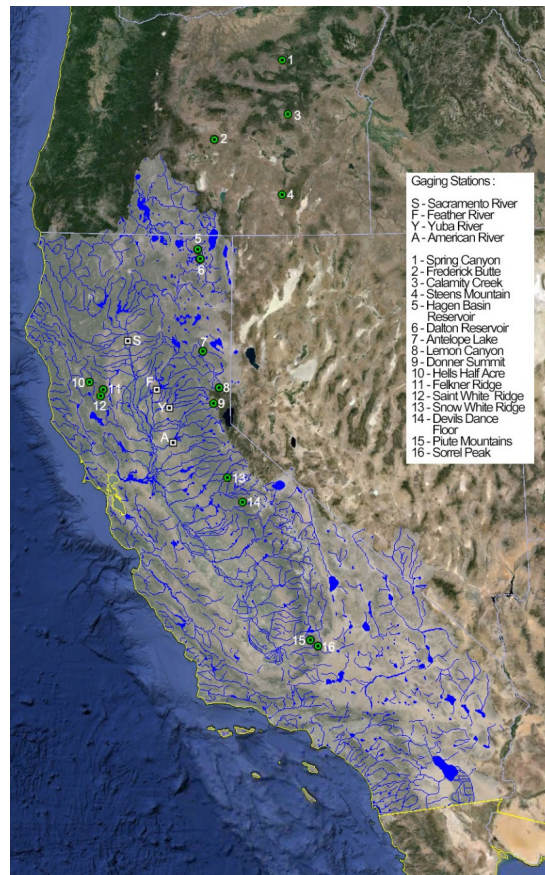 1
3
2
4
Gaging Stations :
S - Sacramento River
F - Feather River
Y - Yuba River
A - American River
1 - Spring Canyon
2 - Frederick Butte
3 - Calamity Creek
4 - Steens Mountain
5 - Hagen Basin
Reservoir
6 - Dalton Reservoir
7 - Antelope Lake
8 - Lemon Canyon
9 - Donner Summit
10 - Hells Half Acre
11 - Felkner Ridge
12 - Saint White Ridge
13 - Snow White Ridge
14 - Devils Dance
Floor
15 - Piute Mountains
16 - Sorrel Peak
5
6
S
7
10
11
12
F
8
Y
9
A
13
14
15
16